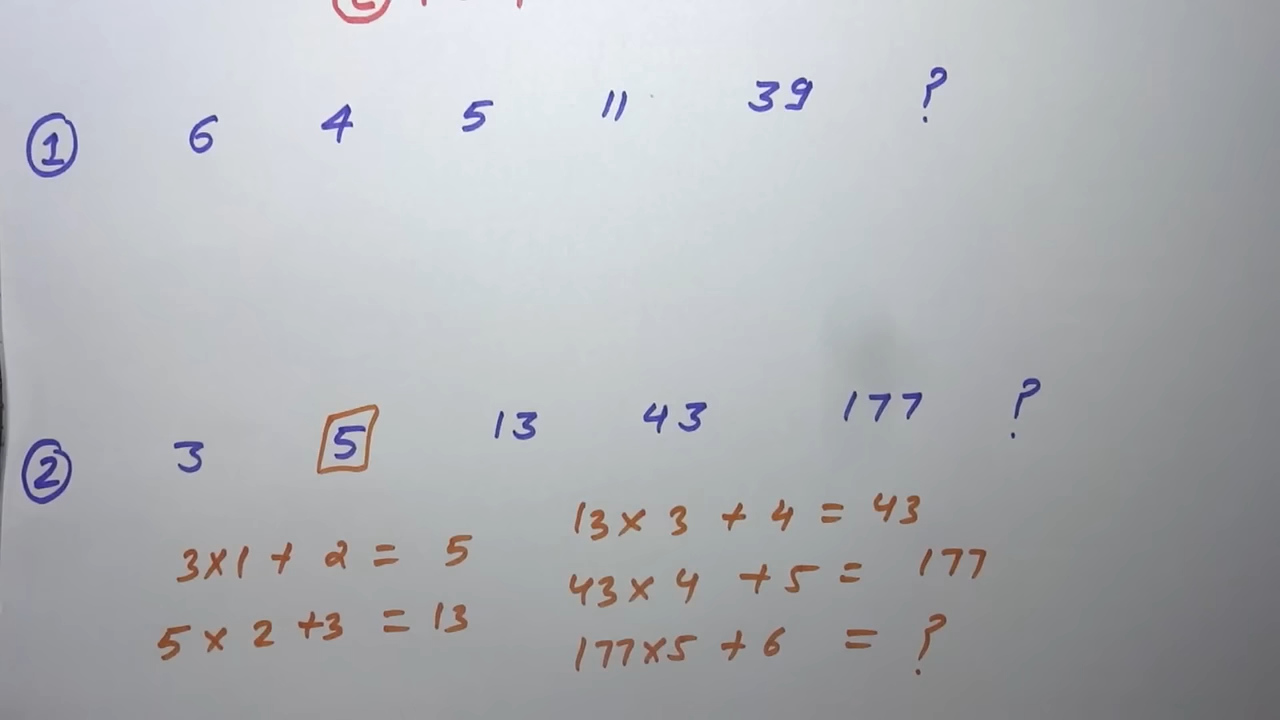 ① 6 4 5 11 39 ?
② 3 5 13 43 177 ?
3×1 + 2 = 5
5 × 2 +3 = 13
13× 3 + 4 = 43
43× 4 +5 = 177
177×5 + 6 = ?